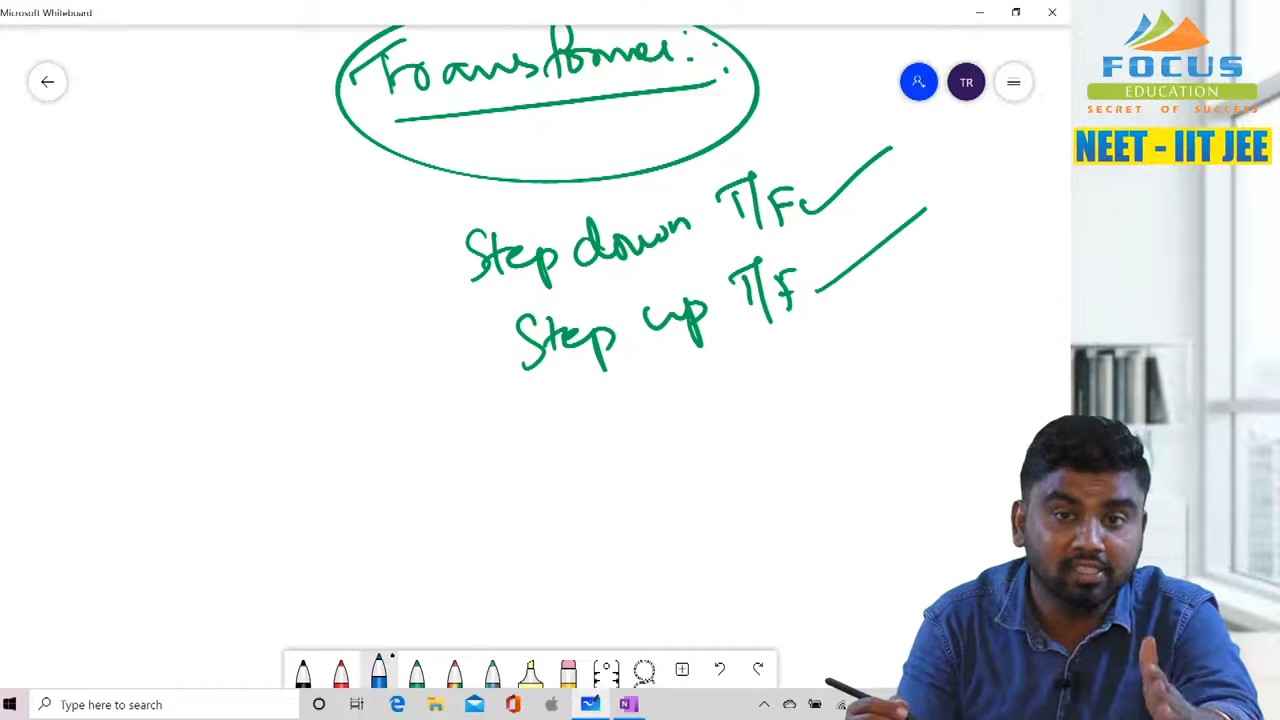 Microsoft Whiteboard
FOCUS
EDUCATION
SECRET OF SUCCESS
NEET - IIT JEE
TR
Transformer:
Step down T/F
Step up T/F
Type here to search